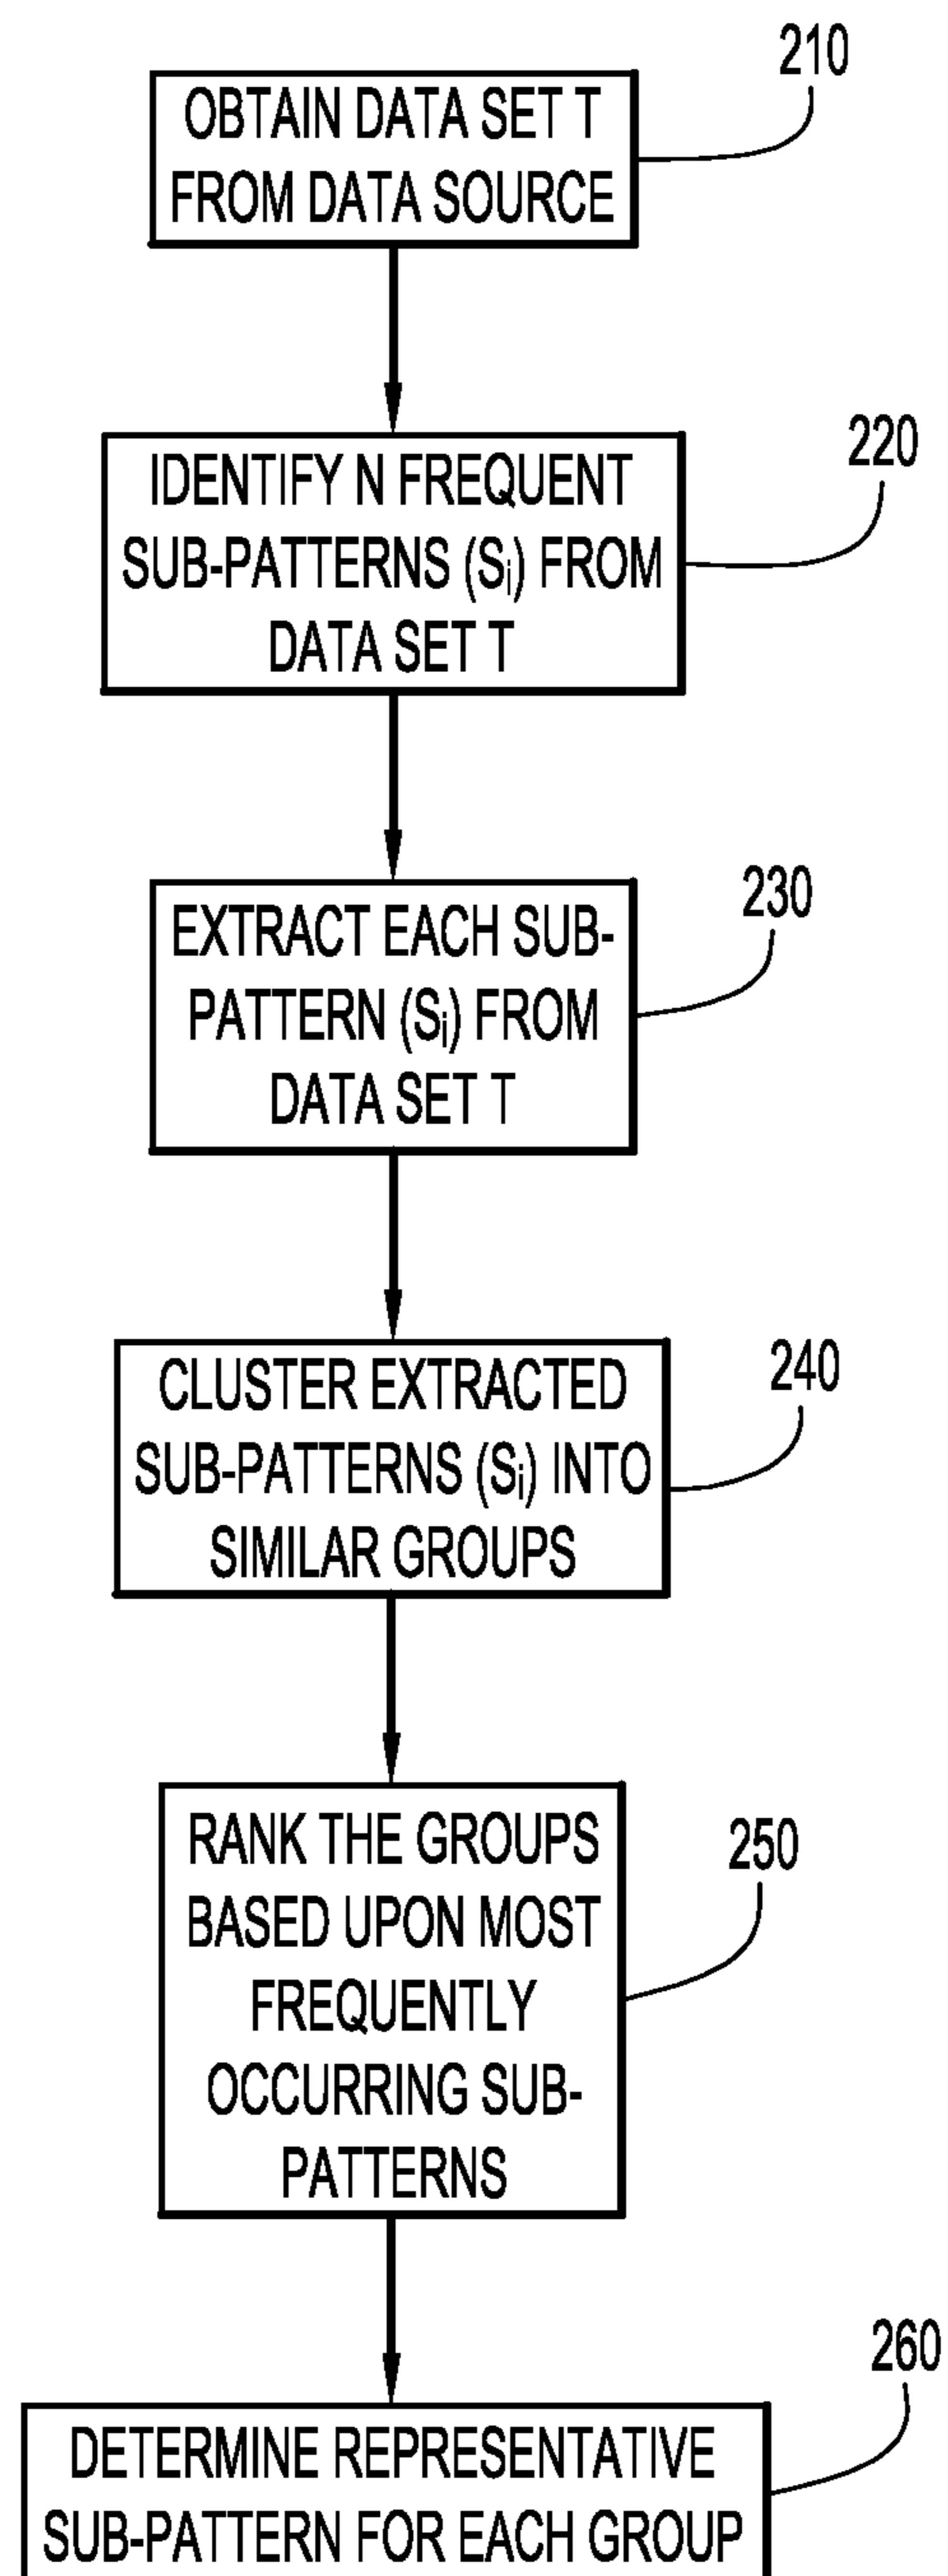 210
OBTAIN DATA SET T
FROM DATA SOURCE
220
IDENTIFY N FREQUENT
SUB-PATTERNS (Si) FROM
DATA SET T
230
EXTRACT EACH SUB-
PATTERN (Si) FROM
DATA SET T
240
CLUSTER EXTRACTED
SUB-PATTERNS (Si) INTO
SIMILAR GROUPS
250
RANK THE GROUPS
BASED UPON MOST
FREQUENTLY
OCCURRING SUB-
PATTERNS
260
DETERMINE REPRESENTATIVE
SUB-PATTERN FOR EACH GROUP